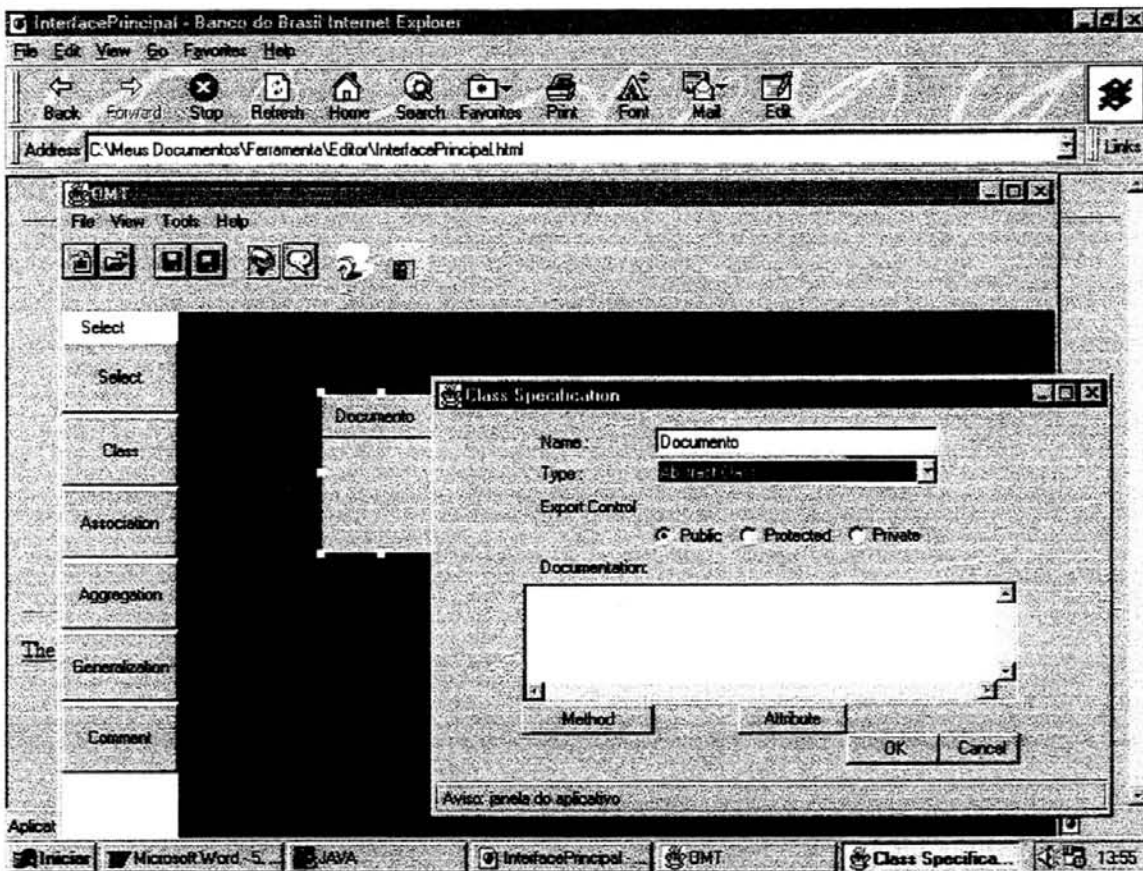 InterfacePrincipal - Banco do Brasil Internet Explorer
File Edit View Go Favorites Help
Back Forward Stop Refresh Home Search Favorites Print Font Mail Edit
Address C:\Meus Documentos\Ferramenta\Editor\InterfacePrincipal.html Links
OMT
File View Tools Help
Select
Select
Class
Association
Aggregation
Generalization
Comment
The
Documento
Class Specification
Name : Documento
Type : Abstract Class
Export Control
Public Protected Private
Documentation:
Method Attribute
OK Cancel
Aviso: janela do aplicativo
Aplicat
Iniciar Microsoft Word - 5... JAVA InterfacePrincipal ... OMT Class Specifica... 13:55